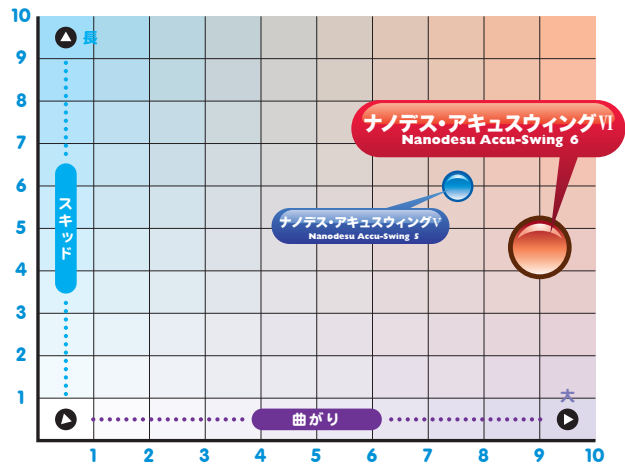 10
長
9
8
7
ナノデス・アキュスウィングⅥ
Nanodesu Accu-Swing 6
6
スキッド
5
ナノデス・アキュスウィングⅤ
Nanodesu Accu-Swing 5
4
3
2
1
大
曲がり
1 2 3 4 5 6 7 8 9 10